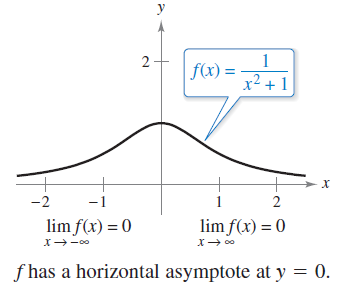 y
2
f(x) = 1 / (x² + 1)
x
−2 −1 1 2
lim f(x) = 0 lim f(x) = 0
x→−∞ x→∞
f has a horizontal asymptote at y = 0.